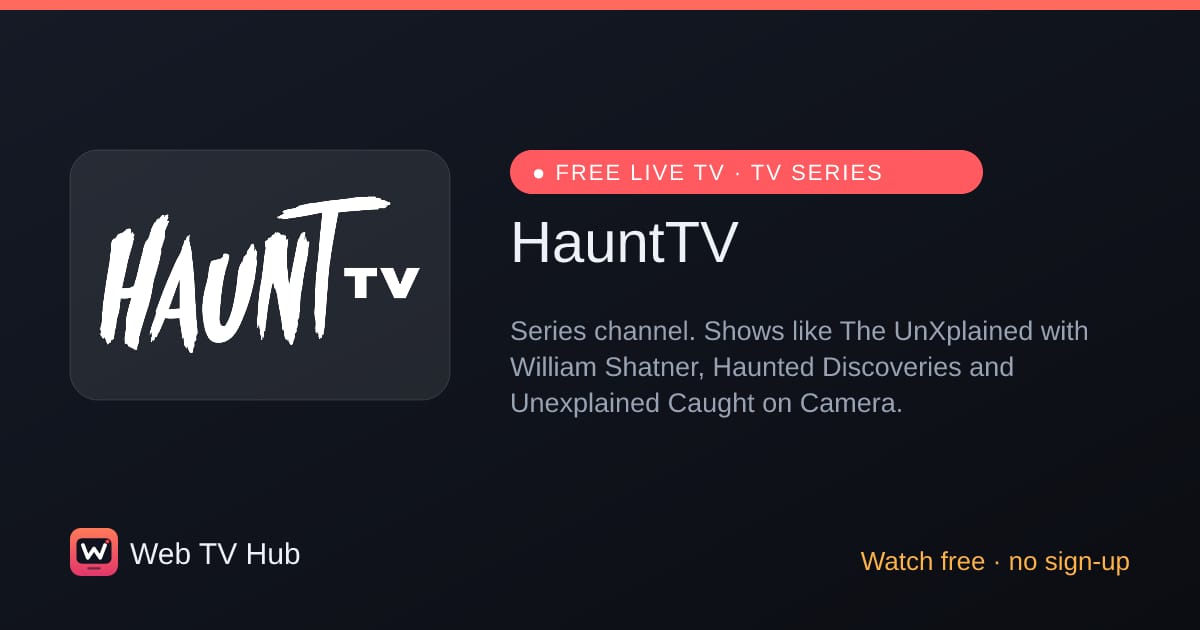 HAUNT TV
● FREE LIVE TV · TV SERIES
HauntTV
Series channel. Shows like The UnXplained with
William Shatner, Haunted Discoveries and
Unexplained Caught on Camera.
W
Web TV Hub
Watch free · no sign-up